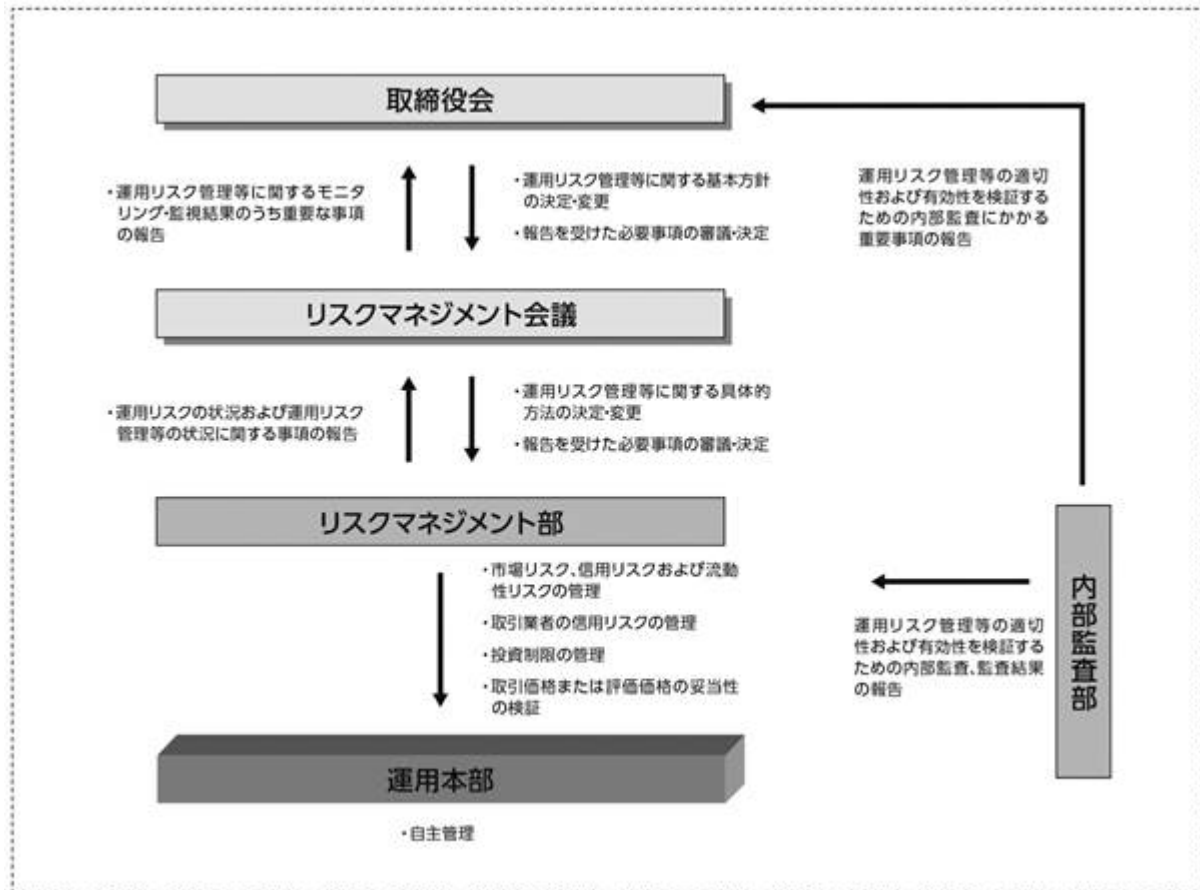 取締役会
・運用リスク管理等に関するモニタ
リング・監視結果のうち重要な事項
の報告
・運用リスク管理等に関する基本方針
の決定・変更
・報告を受けた必要事項の審議・決定
運用リスク管理等の適切
性および有効性を検証する
ための内部監査にかかる
重要事項の報告
リスクマネジメント会議
・運用リスクの状況および運用リスク
管理等の状況に関する事項の報告
・運用リスク管理等に関する具体的
方法の決定・変更
・報告を受けた必要事項の審議・決定
リスクマネジメント部
・市場リスク、信用リスクおよび流動
性リスクの管理
・取引業者の信用リスクの管理
・投資制限の管理
・取引価格または評価価格の妥当性
の検証
運用リスク管理等の適切
性および有効性を検証する
ための内部監査、監査結果
の報告
内部監査部
運用本部
・自主管理